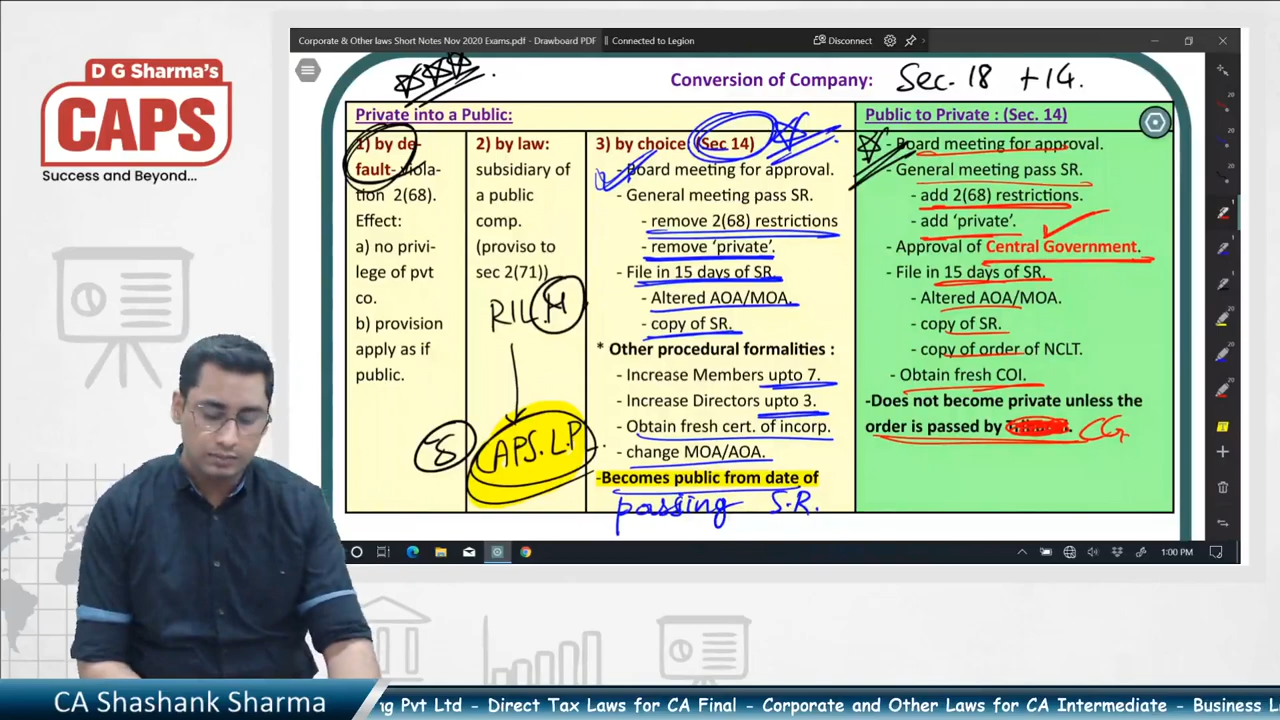 D G Sharma's
CAPS
Success and Beyond...
Corporate & Other laws Short Notes Nov 2020 Exams.pdf - Drawboard PDF
Connected to Legion
Disconnect
Conversion of Company: Sec. 18 + 14.
Private into a Public:
1) by de-
fault- viola-
tion 2(68).
Effect:
a) no privi-
lege of pvt
co.
b) provision
apply as if
public.
2) by law:
subsidiary of
a public
comp.
(proviso to
sec 2(71))
RIL. H
S
CAPS. L.P
3) by choice: (Sec 14)
- Board meeting for approval.
- General meeting pass SR.
- remove 2(68) restrictions
- remove 'private'.
- File in 15 days of SR.
- Altered AOA/MOA.
- copy of SR.
* Other procedural formalities :
- Increase Members upto 7.
- Increase Directors upto 3.
- Obtain fresh cert. of incorp.
- change MOA/AOA.
-Becomes public from date of
passing S.R.
Public to Private : (Sec. 14)
- Board meeting for approval.
- General meeting pass SR.
- add 2(68) restrictions.
- add 'private'.
- Approval of Central Government.
- File in 15 days of SR.
- Altered AOA/MOA.
- copy of SR.
- copy of order of NCLT.
- Obtain fresh COI.
-Does not become private unless the
order is passed by CG
1:00 PM
CA Shashank Sharma
ng Pvt Ltd - Direct Tax Laws for CA Final - Corporate and Other Laws for CA Intermediate - Business L